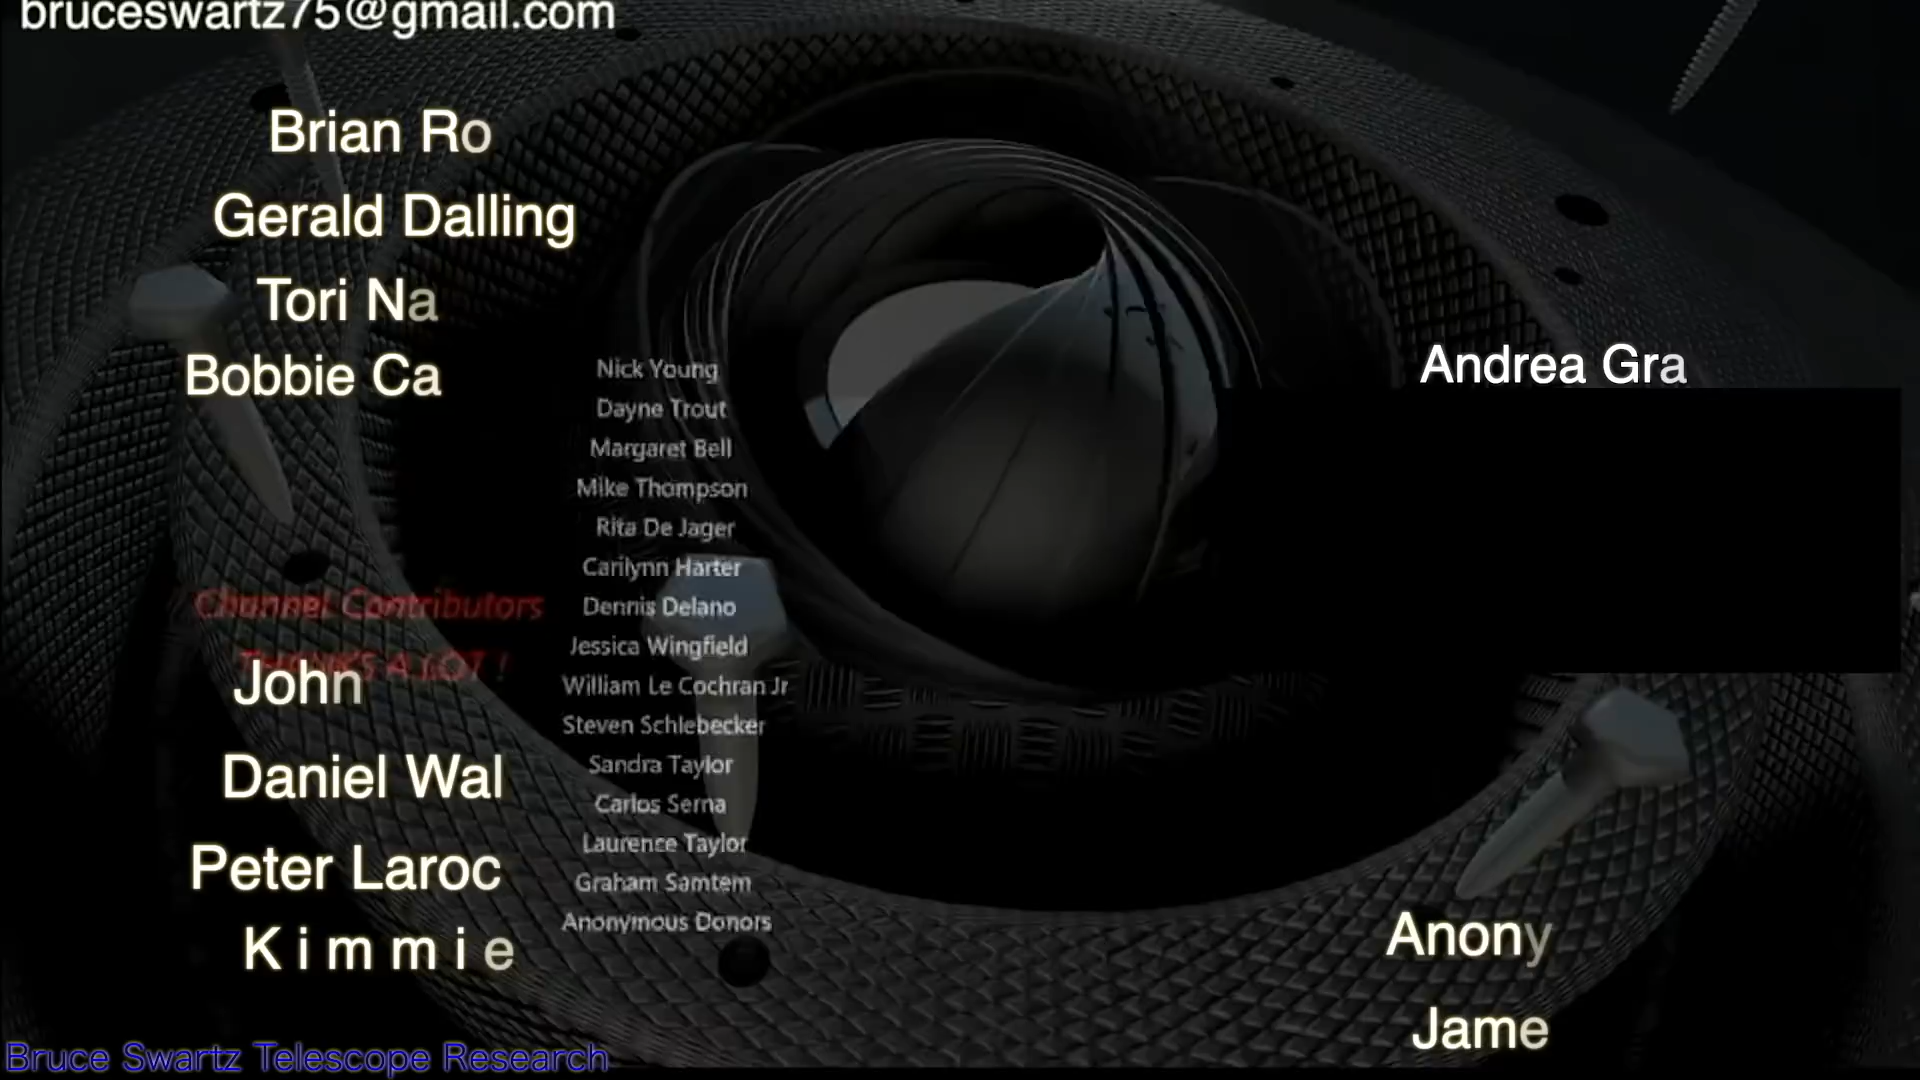 bruceswartz75@gmail.com
Brian Ro
Gerald Dalling
Tori Na
Bobbie Ca
Nick Young
Dayne Trout
Margaret Bell
Mike Thompson
Rita De Jager
Carilynn Harter
Dennis Delano
Jessica Wingfield
William Le Cochran Jr
Steven Schlebecker
Sandra Taylor
Carlos Serna
Laurence Taylor
Graham Samtem
Anonymous Donors
Channel Contributors
THANKS A LOT !
John
Daniel Wal
Peter Laroc
Kimmie
Andrea Gra
Anony
Jame
Bruce Swartz Telescope Research